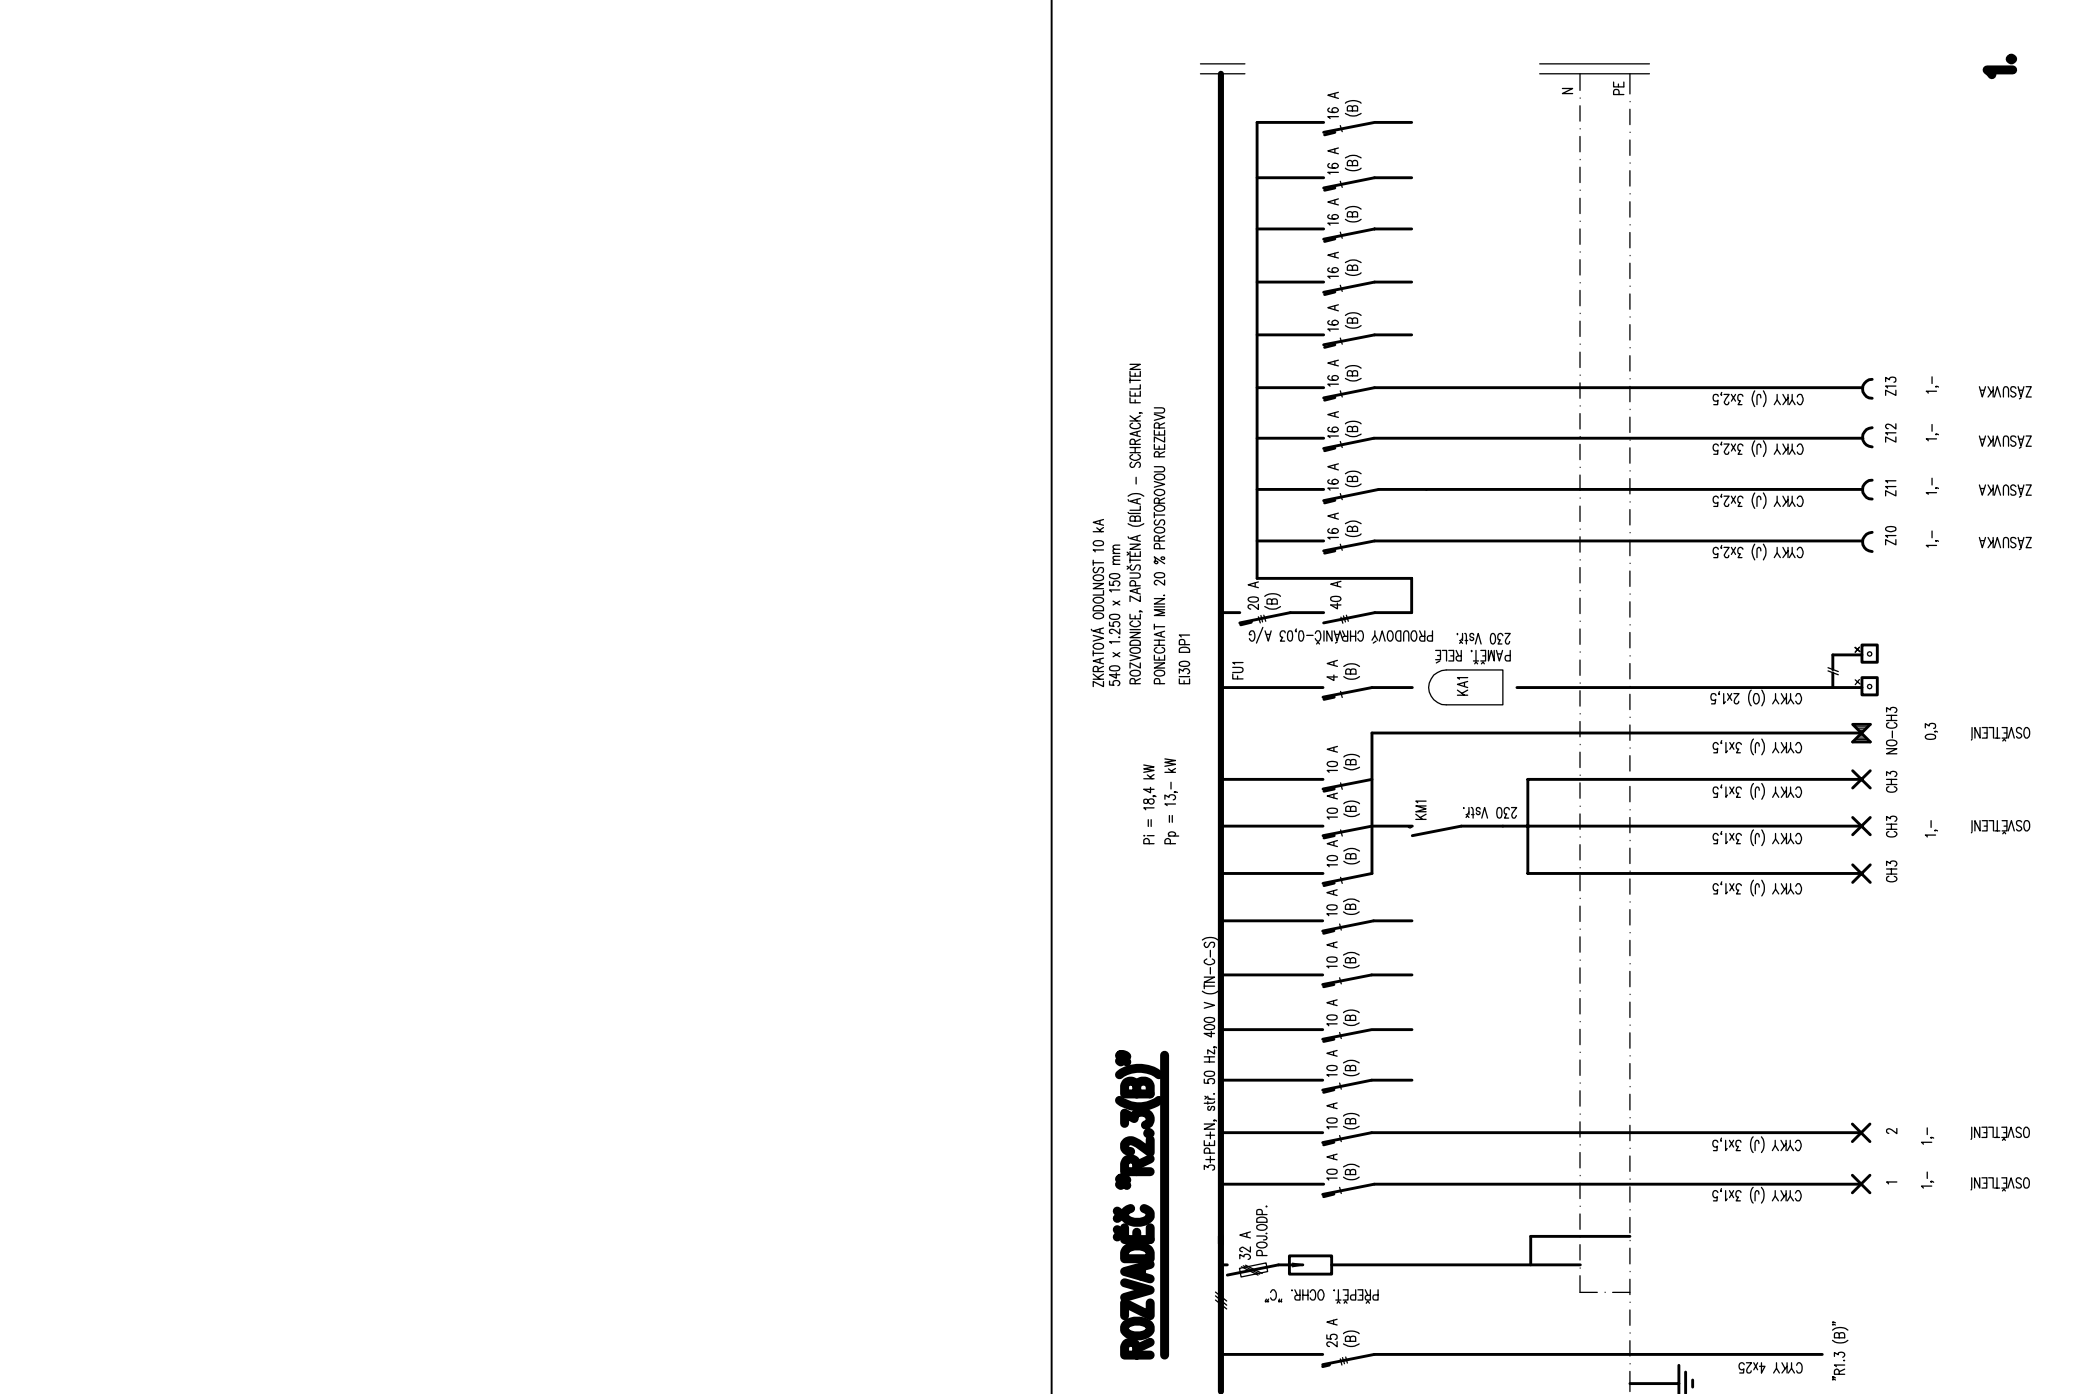 ROZVADĚČ "R2.3(B)"
Pi = 18,4 kW
Pp = 13,- kW
ZKRATOVÁ ODOLNOST 10 kA
540 x 1.250 x 150 mm
ROZVODNICE, ZAPUŠTĚNÁ (BÍLÁ) – SCHRACK, FELTEN
PONECHAT MIN. 20 % PROSTOROVOU REZERVU
EI30 DP1
3+PE+N, stř. 50 Hz, 400 V (TN-C-S)
25 A
(B)
CYKY 4x25
"R1.3 (B)"
32 A
POJ.ODP.
PŘEPĚŤ. OCHR. "C"
10 A
(B)
CYKY (J) 3x1,5
1
1,-
OSVĚTLENÍ
10 A
(B)
CYKY (J) 3x1,5
2
1,-
OSVĚTLENÍ
10 A
(B)
10 A
(B)
10 A
(B)
10 A
(B)
10 A
(B)
CYKY (J) 3x1,5
CH3
10 A
(B)
KM1
230 Vstř.
CYKY (J) 3x1,5
CH3
1,-
OSVĚTLENÍ
10 A
(B)
CYKY (J) 3x1,5
CH3
CYKY (J) 3x1,5
NO-CH3
0,3
OSVĚTLENÍ
FU1
4 A
(B)
KA1
PAMĚŤ. RELÉ
230 Vstř.
CYKY (O) 2x1,5
20 A
(B)
40 A
PROUDOVÝ CHRÁNIČ-0,03 A/G
16 A
(B)
CYKY (J) 3x2,5
Z10
1,-
ZÁSUVKA
16 A
(B)
CYKY (J) 3x2,5
Z11
1,-
ZÁSUVKA
16 A
(B)
CYKY (J) 3x2,5
Z12
1,-
ZÁSUVKA
16 A
(B)
CYKY (J) 3x2,5
Z13
1,-
ZÁSUVKA
16 A
(B)
16 A
(B)
16 A
(B)
16 A
(B)
16 A
(B)
N
PE
1.